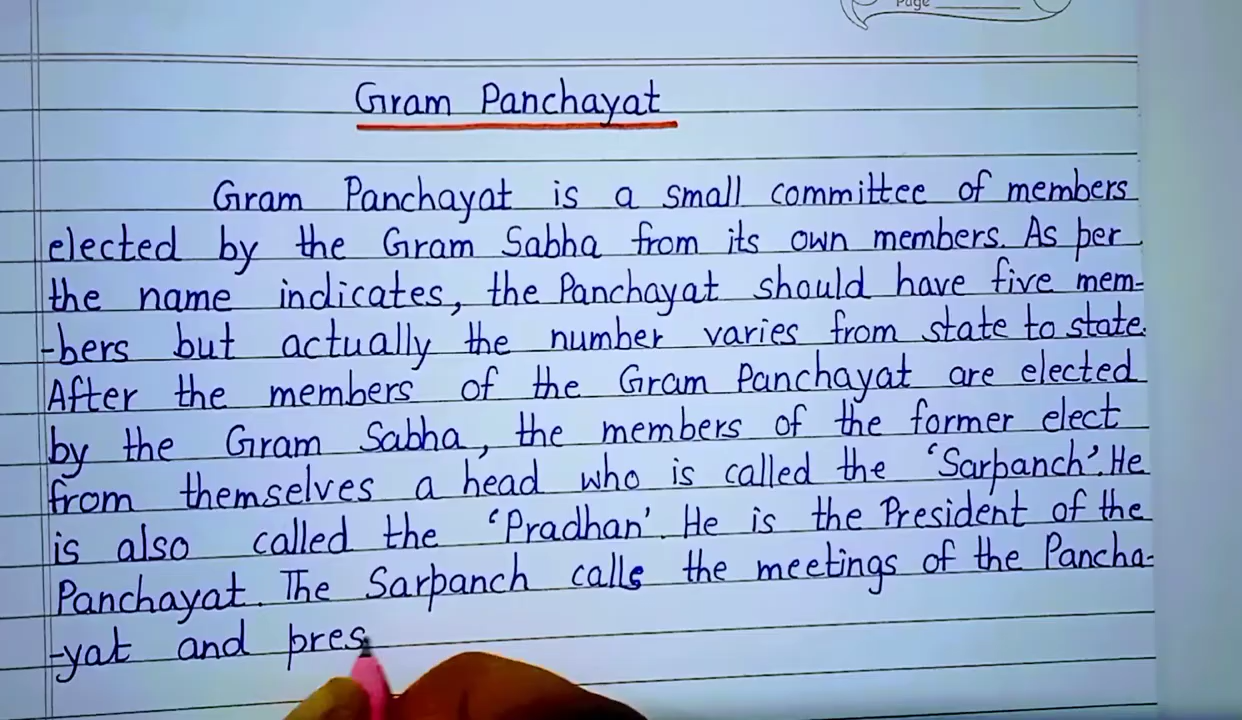 Page
Gram Panchayat
Gram Panchayat is a small committee of members
elected by the Gram Sabha from its own members. As per
the name indicates, the Panchayat should have five mem-
-bers but actually the number varies from state to state.
After the members of the Gram Panchayat are elected
by the Gram Sabha, the members of the former elect
from themselves a head who is called the ‘Sarpanch’. He
is also called the ‘Pradhan’. He is the President of the
Panchayat. The Sarpanch calls the meetings of the Pancha-
-yat and pres